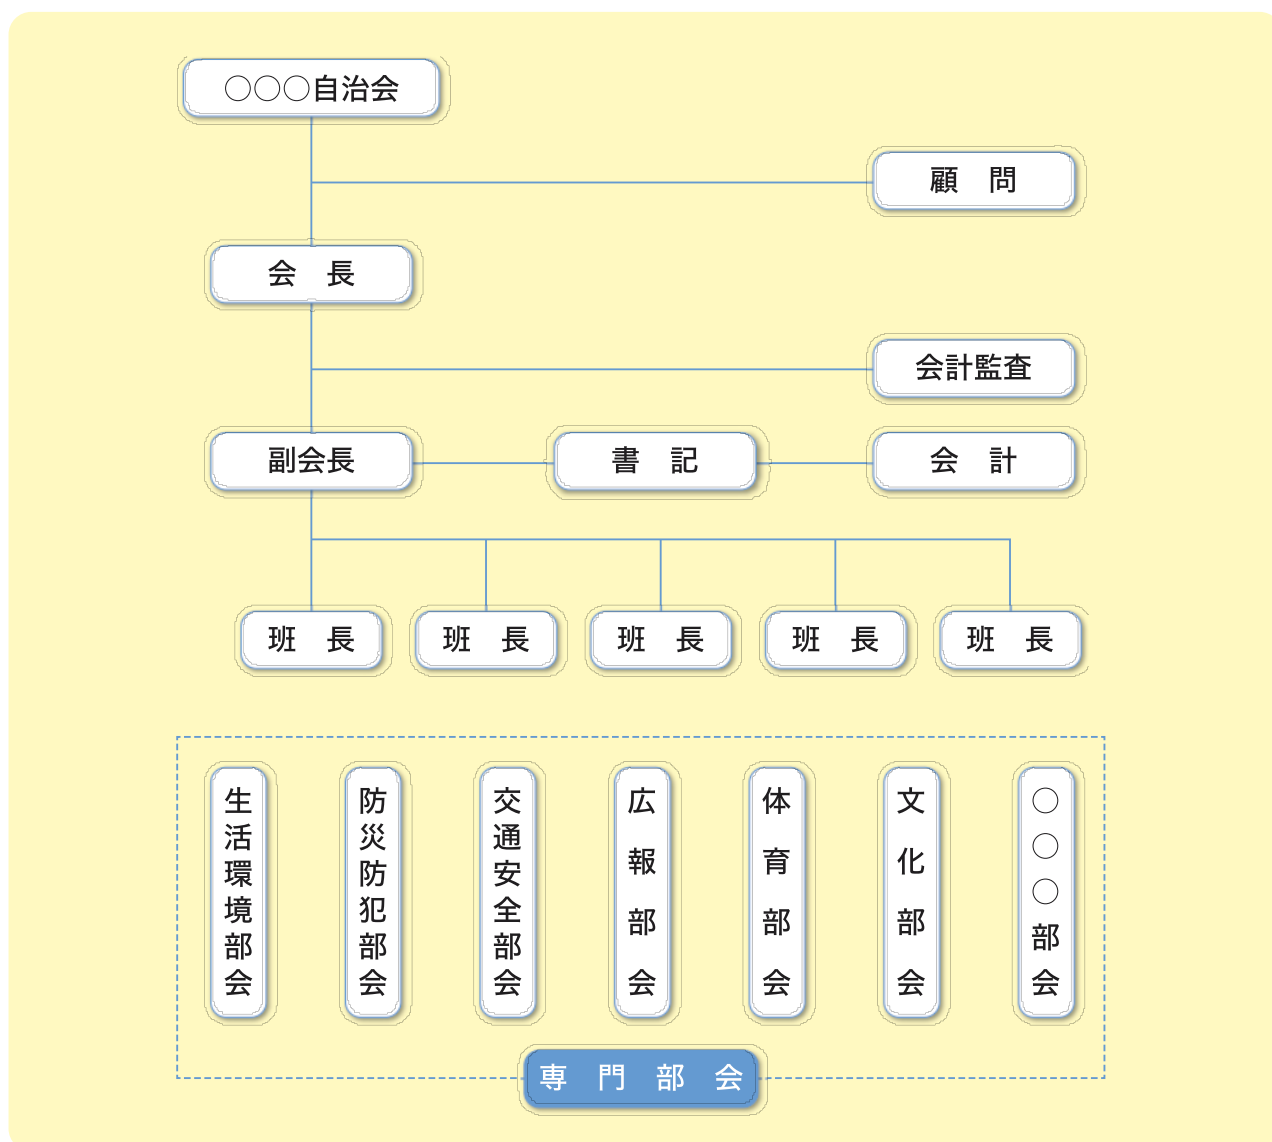 ○○○自治会
顧　問
会　長
会計監査
副会長
書　記
会　計
班　長
班　長
班　長
班　長
班　長
生活環境部会
防災防犯部会
交通安全部会
広報部会
体育部会
文化部会
○○○部会
専　門　部　会